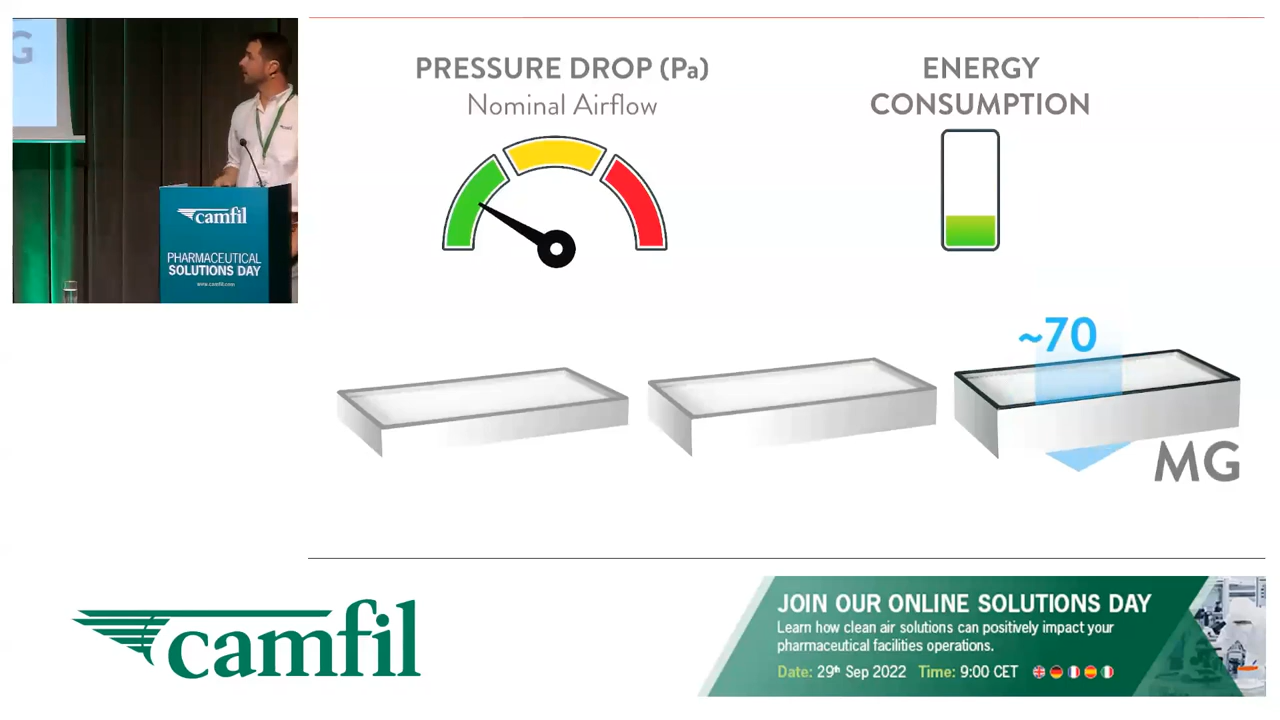 G
camfil
PHARMACEUTICAL
SOLUTIONS DAY
www.camfil.com
PRESSURE DROP (Pa)
Nominal Airflow
ENERGY
CONSUMPTION
~70
MG
camfil
JOIN OUR ONLINE SOLUTIONS DAY
Learn how clean air solutions can positively impact your
pharmaceutical facilities operations.
Date: 29th Sep 2022 Time: 9:00 CET